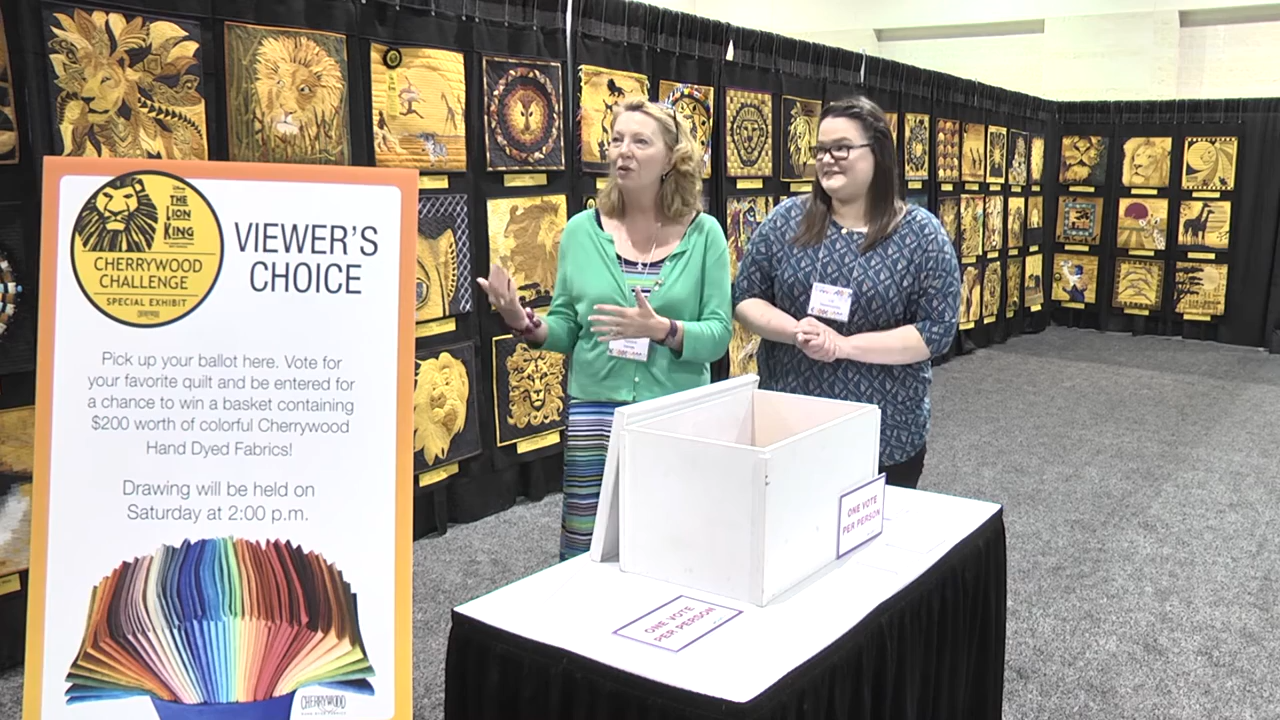 Disney
THE
LION
KING
CHERRYWOOD
CHALLENGE
SPECIAL EXHIBIT
VIEWER'S
CHOICE
Pick up your ballot here. Vote for
your favorite quilt and be entered for
a chance to win a basket containing
$200 worth of colorful Cherrywood
Hand Dyed Fabrics!
Drawing will be held on
Saturday at 2:00 p.m.
CHERRYWOOD
ONE VOTE
PER PERSON
ONE VOTE
PER PERSON